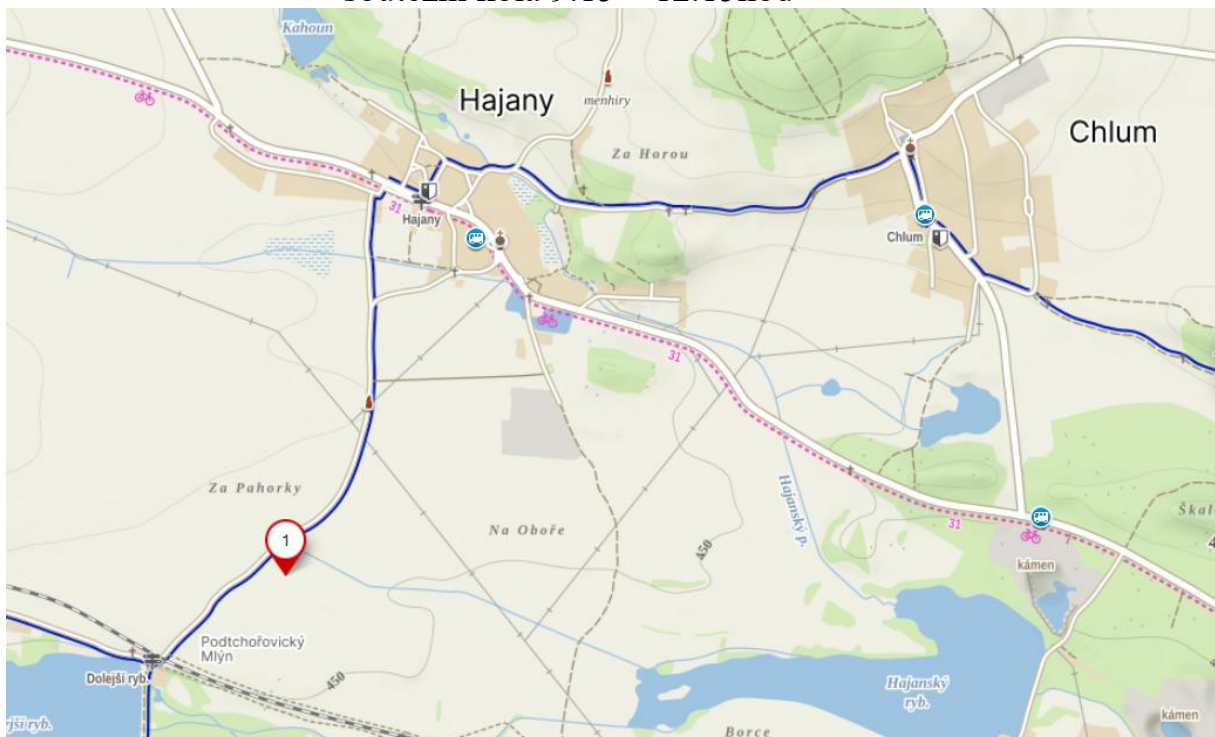 Kahoun
Hajany
menhiry
Chlum
Za Horou
31
Hajany
Chlum
31
Za Pahorky
Na Oboře
Hajanský p.
450
31
Škal
kámen
1
Podtchořovický
Mlýn
450
Dolejší ryb.
Hajanský
ryb.
kámen
Borce